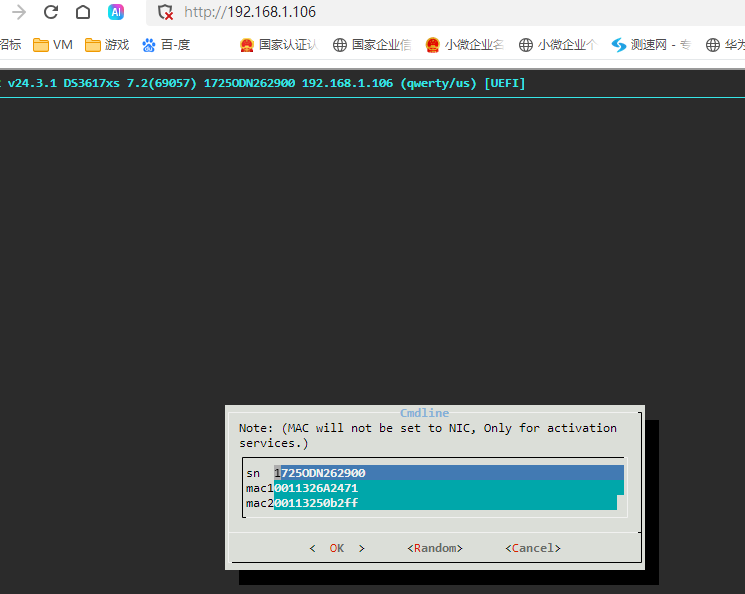 http://192.168.1.106
招标 VM 游戏 百-度 国家认证认 国家企业信 小微企业名 小微企业个 测速网 - 专 华为
v24.3.1 DS3617xs 7.2(69057) 1725ODN262900 192.168.1.106 (qwerty/us) [UEFI]
Cmdline
Note: (MAC will not be set to NIC, Only for activation
services.)
sn 1725ODN262900
mac1 0011326A2471
mac2 00113250b2ff
< OK > <Random> <Cancel>